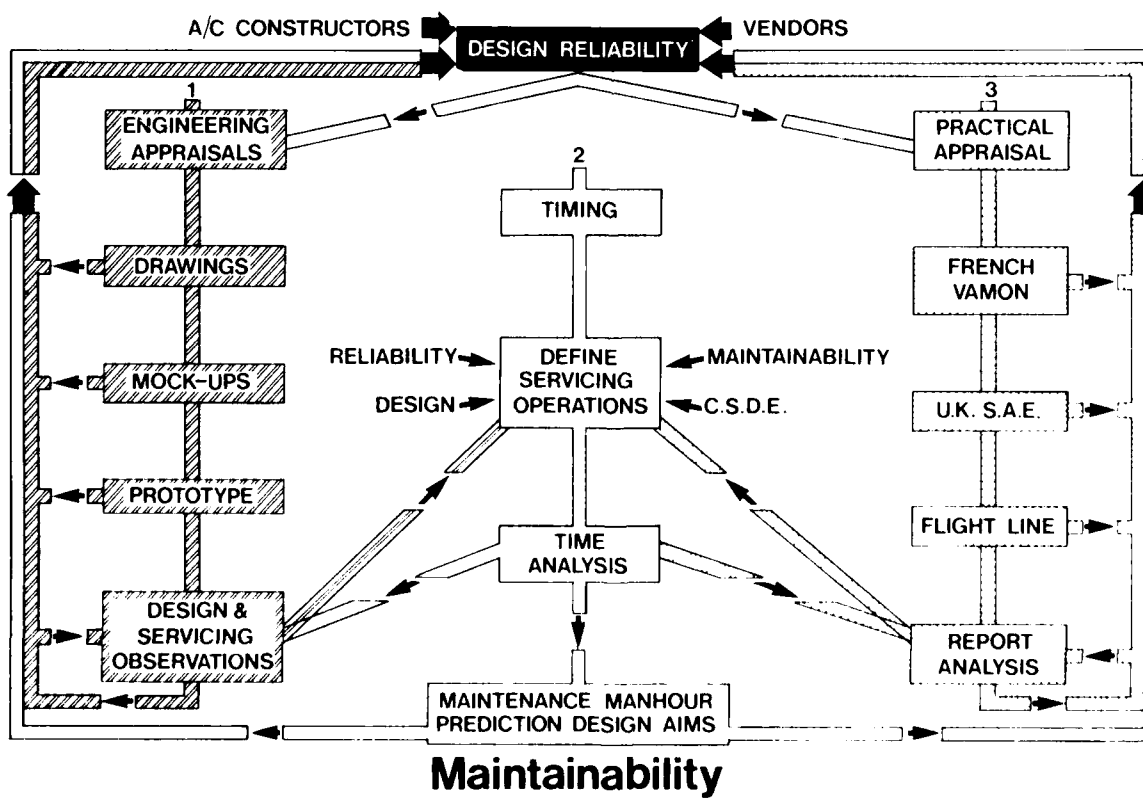 A/C CONSTRUCTORS
VENDORS
DESIGN RELIABILITY
1
ENGINEERING
APPRAISALS
DRAWINGS
MOCK-UPS
PROTOTYPE
DESIGN &
SERVICING
OBSERVATIONS
2
TIMING
RELIABILITY
DESIGN
DEFINE
SERVICING
OPERATIONS
MAINTAINABILITY
C.S.D.E.
TIME
ANALYSIS
MAINTENANCE MANHOUR
PREDICTION DESIGN AIMS
3
PRACTICAL
APPRAISAL
FRENCH
VAMON
U.K. S.A.E.
FLIGHT LINE
REPORT
ANALYSIS
Maintainability